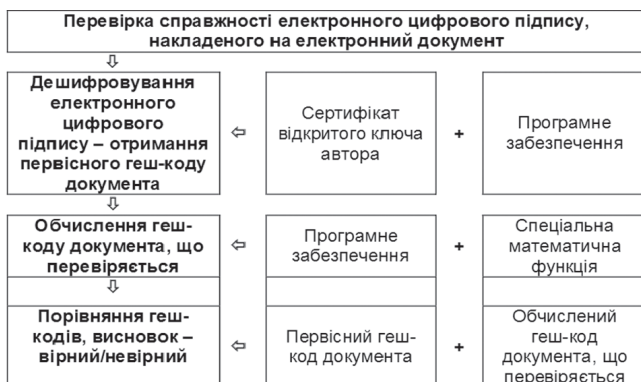 Перевірка справжності електронного цифрового підпису,
накладеного на електронний документ
⇩
Дешифровування
електронного
цифрового
підпису – отримання
первісного геш-коду
документа
⇦
Сертифікат
відкритого ключа
автора
+
Програмне
забезпечення
⇩
Обчислення геш-
коду документа, що
перевіряється
⇦
Програмне
забезпечення
+
Спеціальна
математична
функція
⇩
Порівняння геш-
кодів, висновок –
вірний/невірний
⇦
Первісний геш-
код документа
+
Обчислений
геш-код
документа, що
перевіряється